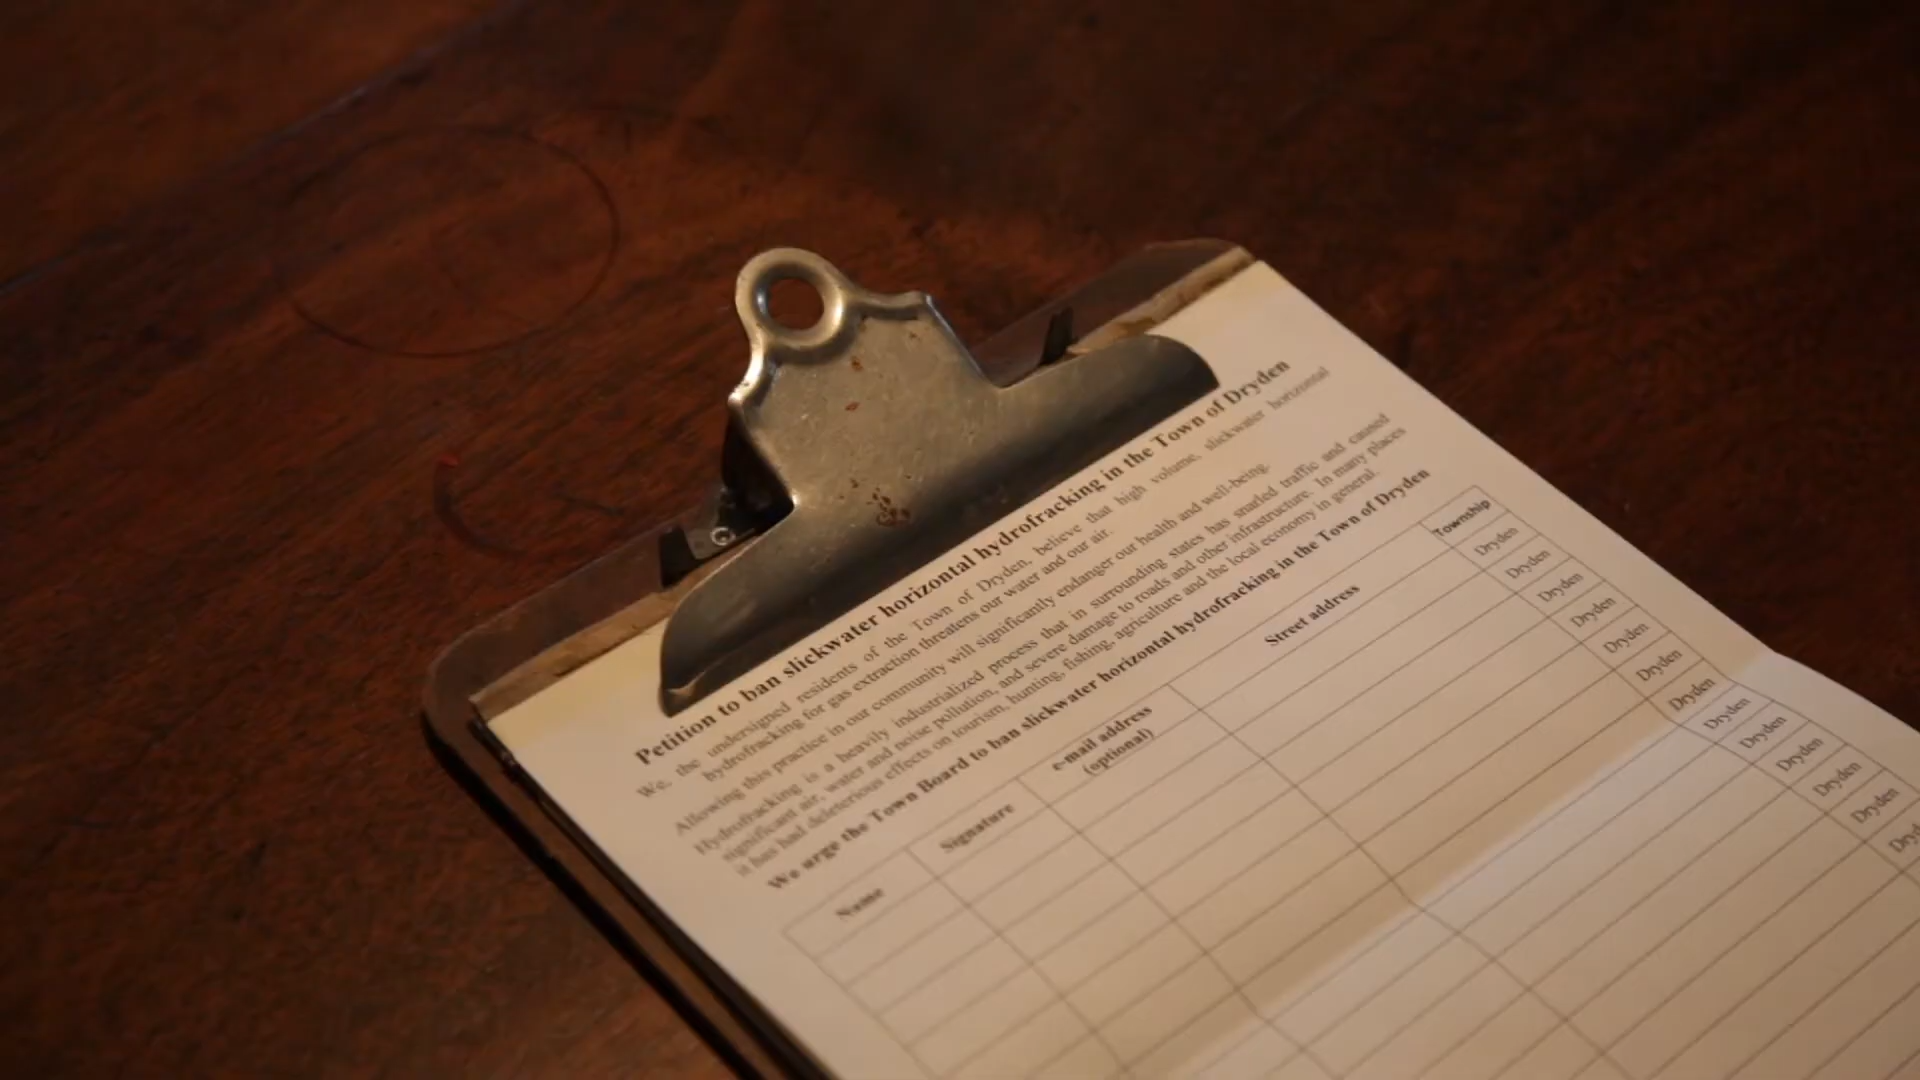 Petition to ban slickwater horizontal hydrofracking in the Town of Dryden
We, the undersigned residents of the Town of Dryden, believe that high volume, slickwater horizontal
hydrofracking for gas extraction threatens our water and our air.
Allowing this practice in our community will significantly endanger our health and well-being.
Hydrofracking is a heavily industrialized process that in surrounding states has snarled traffic and caused
significant air, water and noise pollution, and severe damage to roads and other infrastructure. In many places
it has had deleterious effects on tourism, hunting, fishing, agriculture and the local economy in general.
We urge the Town Board to ban slickwater horizontal hydrofracking in the Town of Dryden
Name Signature e-mail address Street address Township
(optional)
Dryden
Dryden
Dryden
Dryden
Dryden
Dryden
Dryden
Dryden
Dryden
Dryden
Dryden
Dryden
Dryde